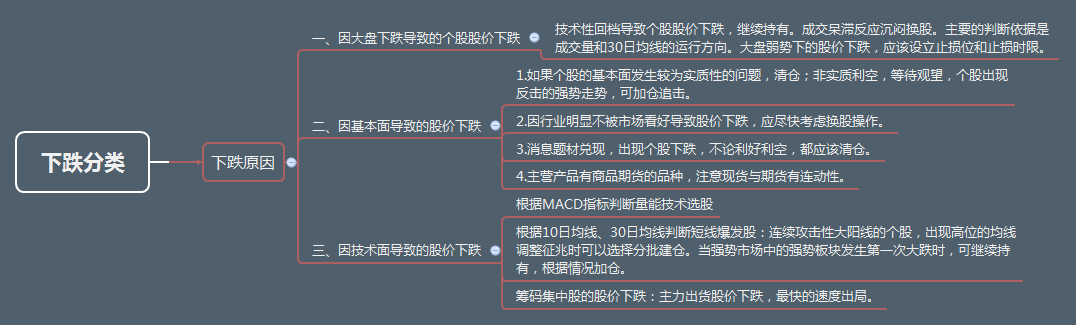 下跌分类
下跌原因
一、因大盘下跌导致的个股股价下跌
技术性回档导致个股股价下跌，继续持有。成交呆滞反应沉闷换股。主要的判断依据是
成交量和30日均线的运行方向。大盘弱势下的股价下跌，应该设立止损位和止损时限。
二、因基本面导致的股价下跌
1.如果个股的基本面发生较为实质性的问题，清仓；非实质利空，等待观望，个股出现
反击的强势走势，可加仓追击。
2.因行业明显不被市场看好导致股价下跌，应尽快考虑换股操作。
3.消息题材兑现，出现个股下跌，不论利好利空，都应该清仓。
4.主营产品有商品期货的品种，注意现货与期货有连动性。
三、因技术面导致的股价下跌
根据MACD指标判断量能技术选股
根据10日均线、30日均线判断短线爆发股：连续攻击性大阳线的个股，出现高位的均线
调整征兆时可以选择分批建仓。当强势市场中的强势板块发生第一次大跌时，可继续持
有，根据情况加仓。
筹码集中股的股价下跌：主力出货股价下跌，最快的速度出局。